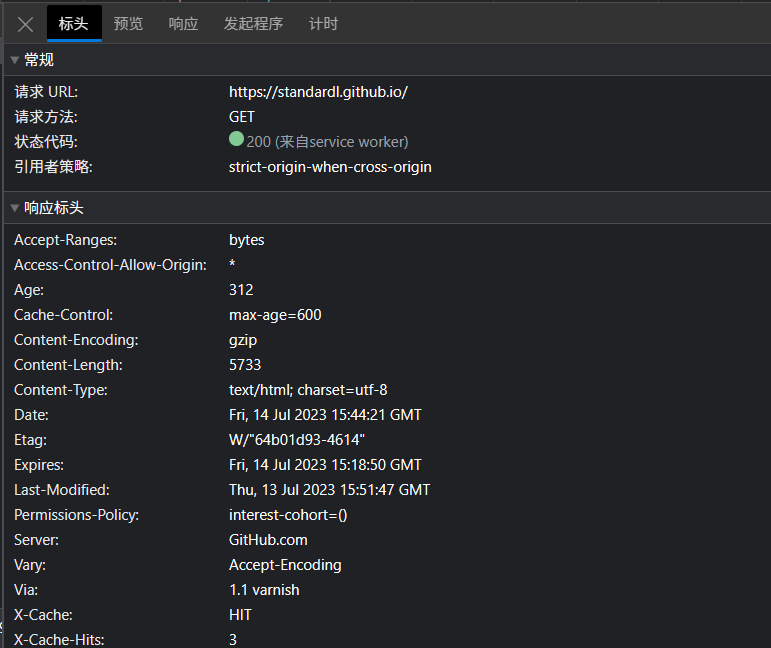 标头 预览 响应 发起程序 计时
常规
请求 URL: https://standardl.github.io/
请求方法: GET
状态代码: 200 (来自service worker)
引用者策略: strict-origin-when-cross-origin
响应标头
Accept-Ranges: bytes
Access-Control-Allow-Origin: *
Age: 312
Cache-Control: max-age=600
Content-Encoding: gzip
Content-Length: 5733
Content-Type: text/html; charset=utf-8
Date: Fri, 14 Jul 2023 15:44:21 GMT
Etag: W/"64b01d93-4614"
Expires: Fri, 14 Jul 2023 15:18:50 GMT
Last-Modified: Thu, 13 Jul 2023 15:51:47 GMT
Permissions-Policy: interest-cohort=()
Server: GitHub.com
Vary: Accept-Encoding
Via: 1.1 varnish
X-Cache: HIT
X-Cache-Hits: 3